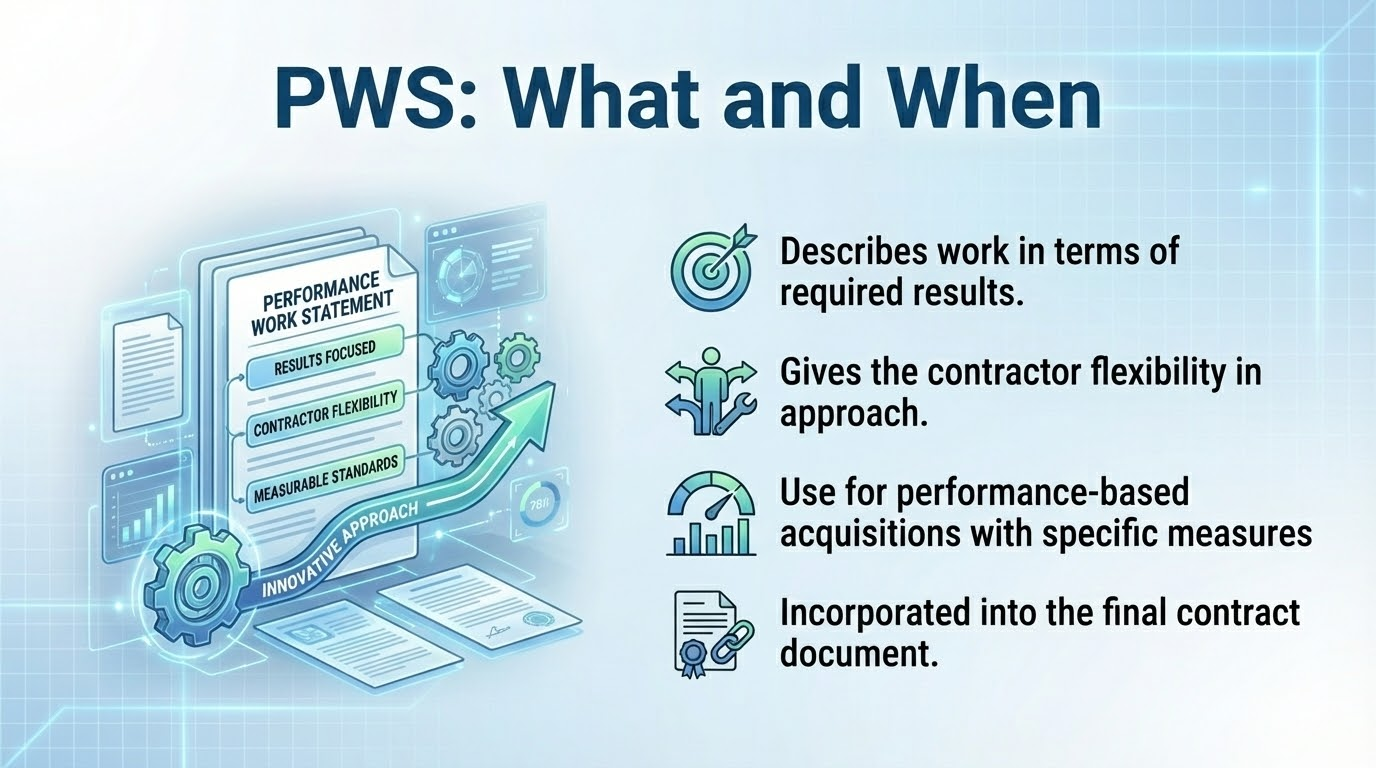 PWS: What and When
PERFORMANCE
WORK STATEMENT
RESULTS FOCUSED
CONTRACTOR FLEXIBILITY
MEASURABLE STANDARDS
INNOVATIVE APPROACH
Describes work in terms of
required results.
Gives the contractor flexibility in
approach.
Use for performance-based
acquisitions with specific measures
Incorporated into the final contract
document.